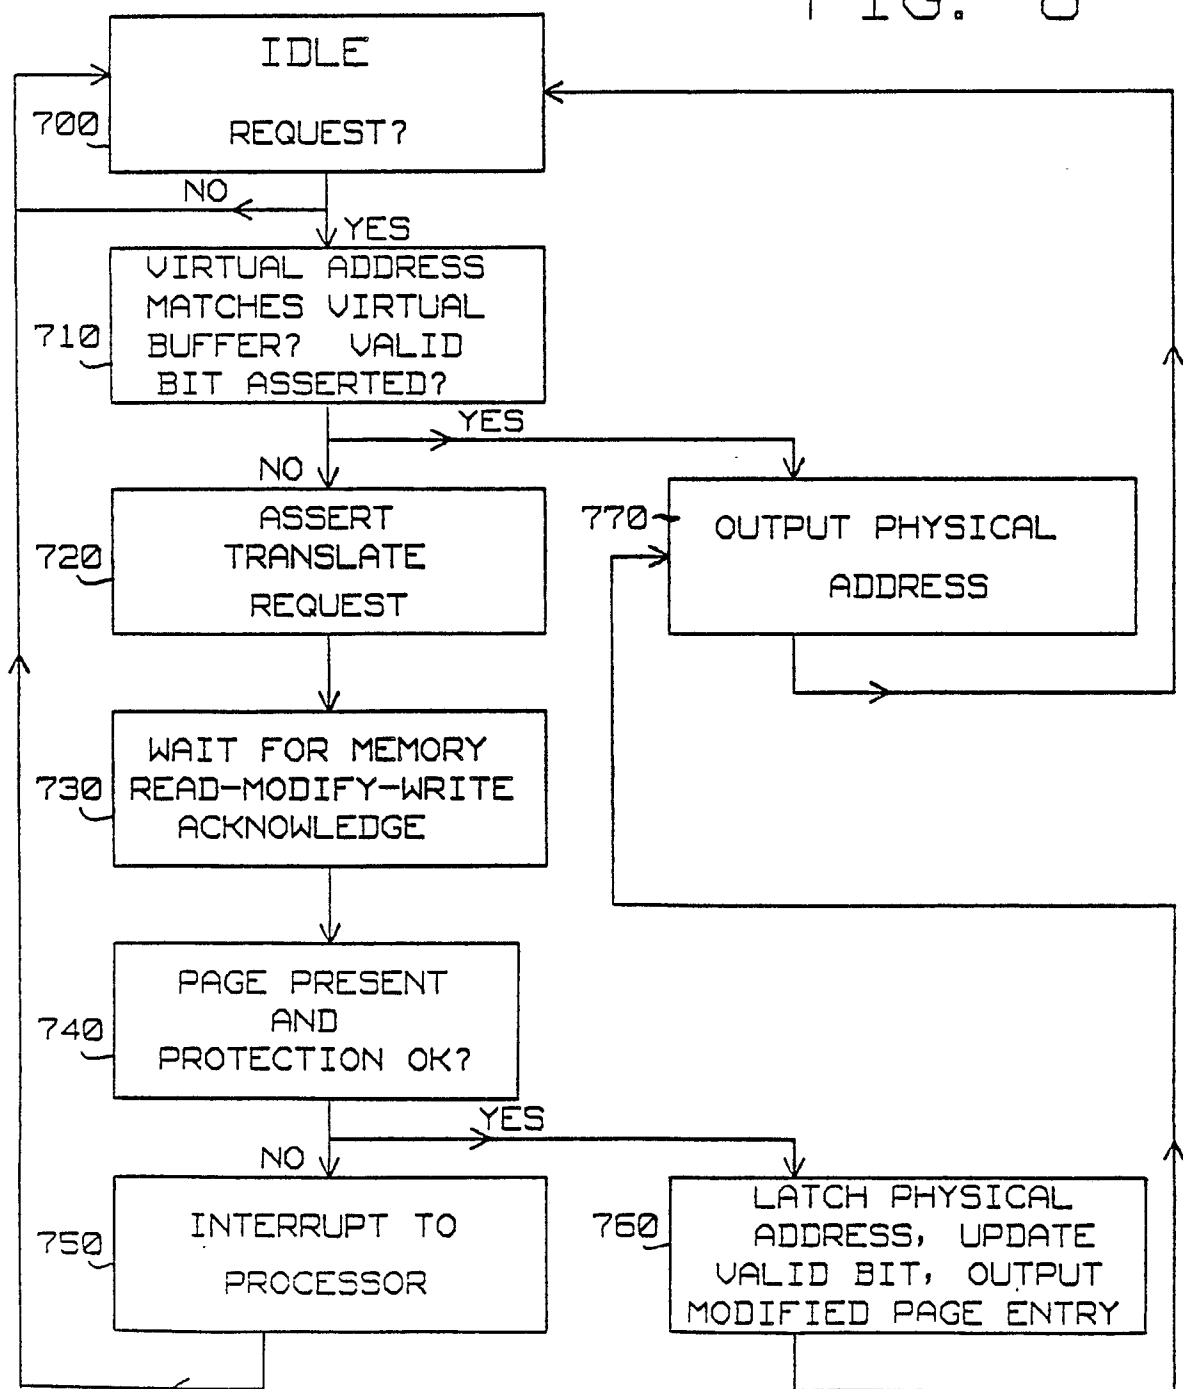 IDLE
REQUEST?
700
NO
YES
VIRTUAL ADDRESS
MATCHES VIRTUAL
BUFFER? VALID
BIT ASSERTED?
710
YES
NO
ASSERT
TRANSLATE
REQUEST
720
770
OUTPUT PHYSICAL
ADDRESS
WAIT FOR MEMORY
READ-MODIFY-WRITE
ACKNOWLEDGE
730
PAGE PRESENT
AND
PROTECTION OK?
740
YES
NO
INTERRUPT TO
PROCESSOR
750
760
LATCH PHYSICAL
ADDRESS, UPDATE
VALID BIT, OUTPUT
MODIFIED PAGE ENTRY